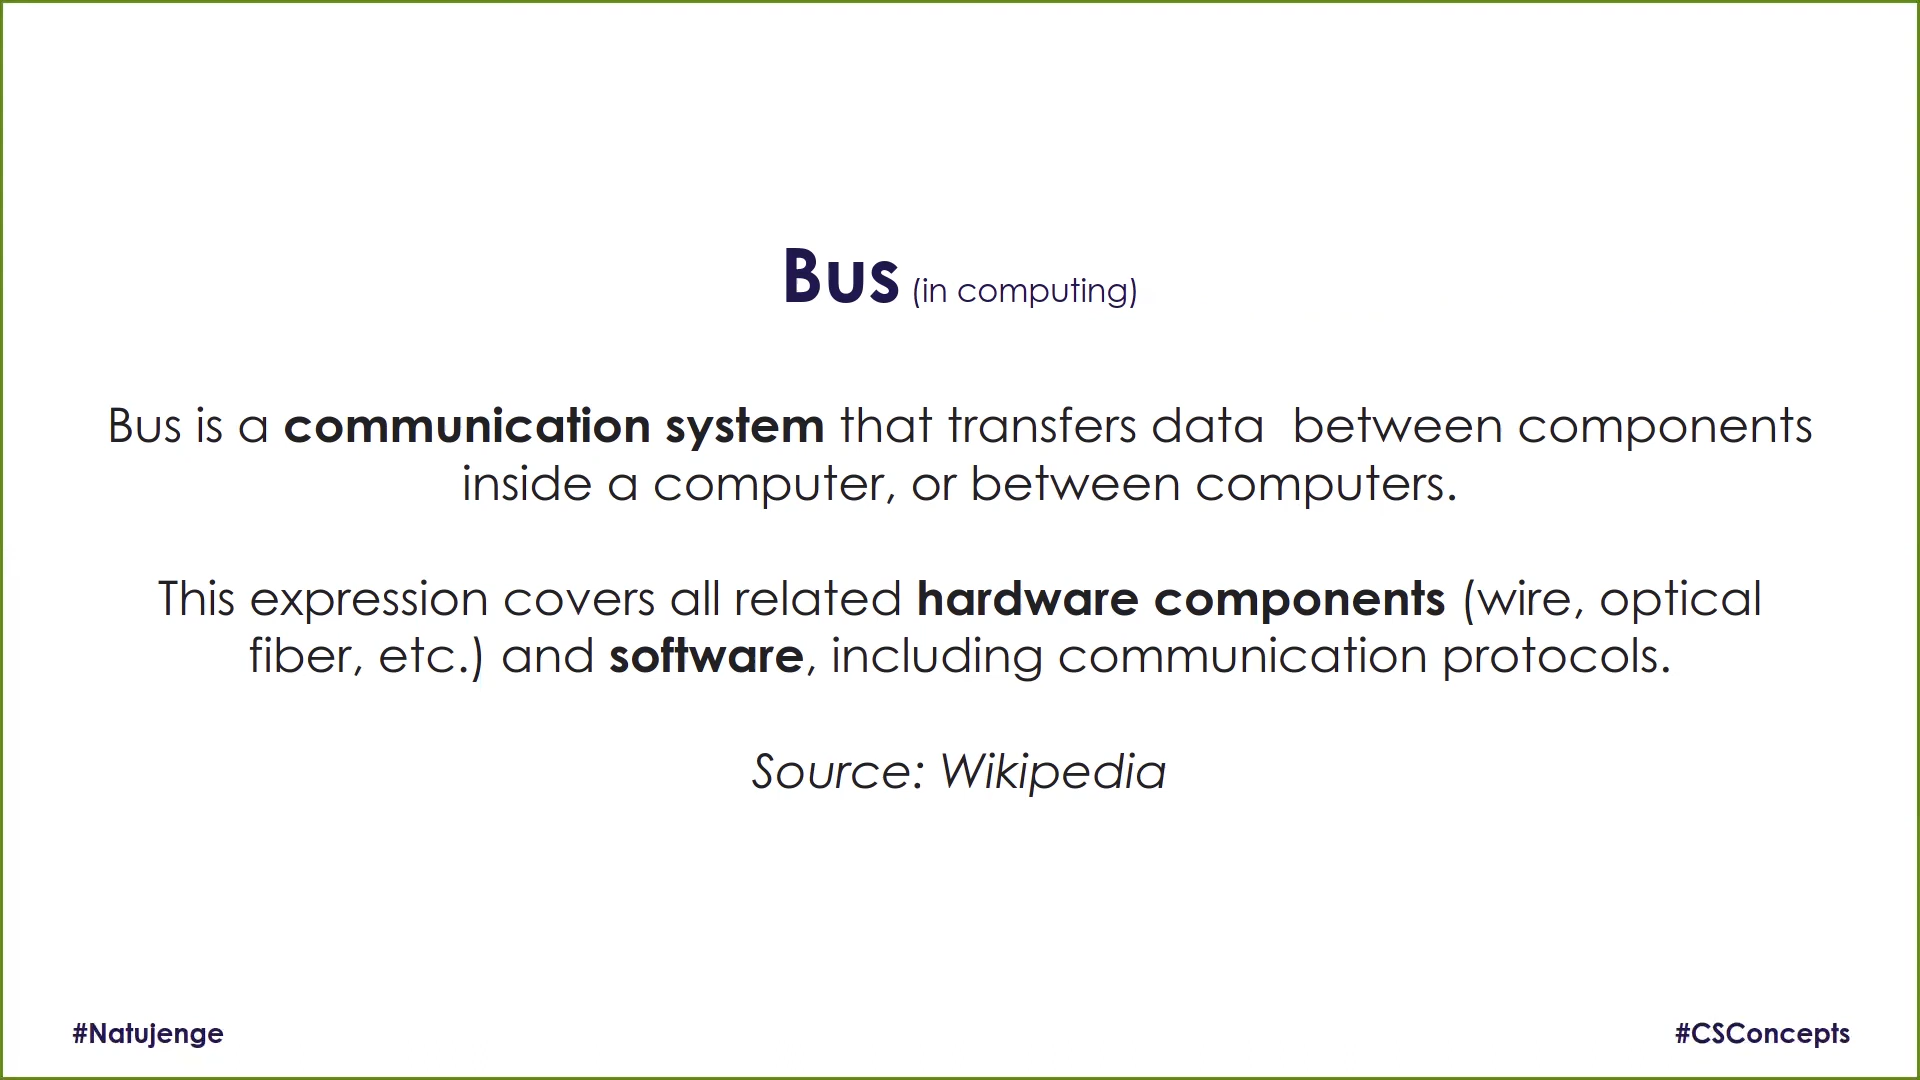 Bus (in computing)
Bus is a communication system that transfers data  between components
inside a computer, or between computers.
This expression covers all related hardware components (wire, optical
fiber, etc.) and software, including communication protocols.
Source: Wikipedia
#Natujenge
#CSConcepts